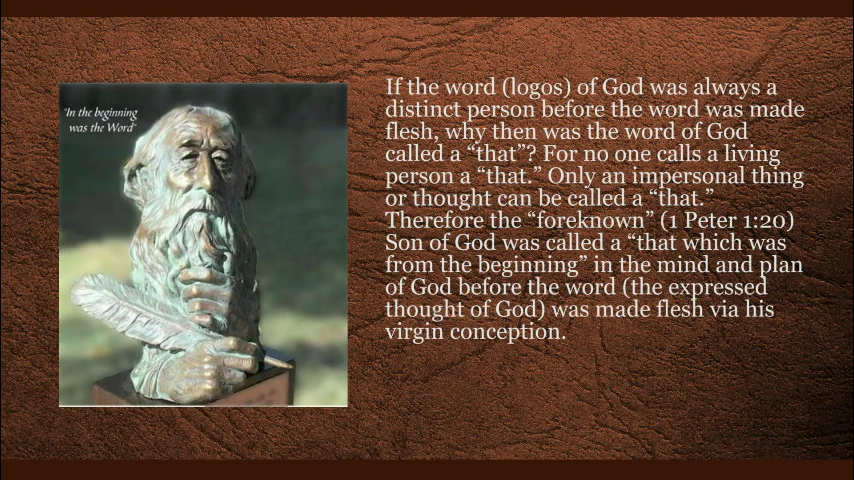 "In the beginning
was the Word"
If the word (logos) of God was always a
distinct person before the word was made
flesh, why then was the word of God
called a “that”? For no one calls a living
person a “that.” Only an impersonal thing
or thought can be called a “that.”
Therefore the “foreknown” (1 Peter 1:20)
Son of God was called a “that which was
from the beginning” in the mind and plan
of God before the word (the expressed
thought of God) was made flesh via his
virgin conception.